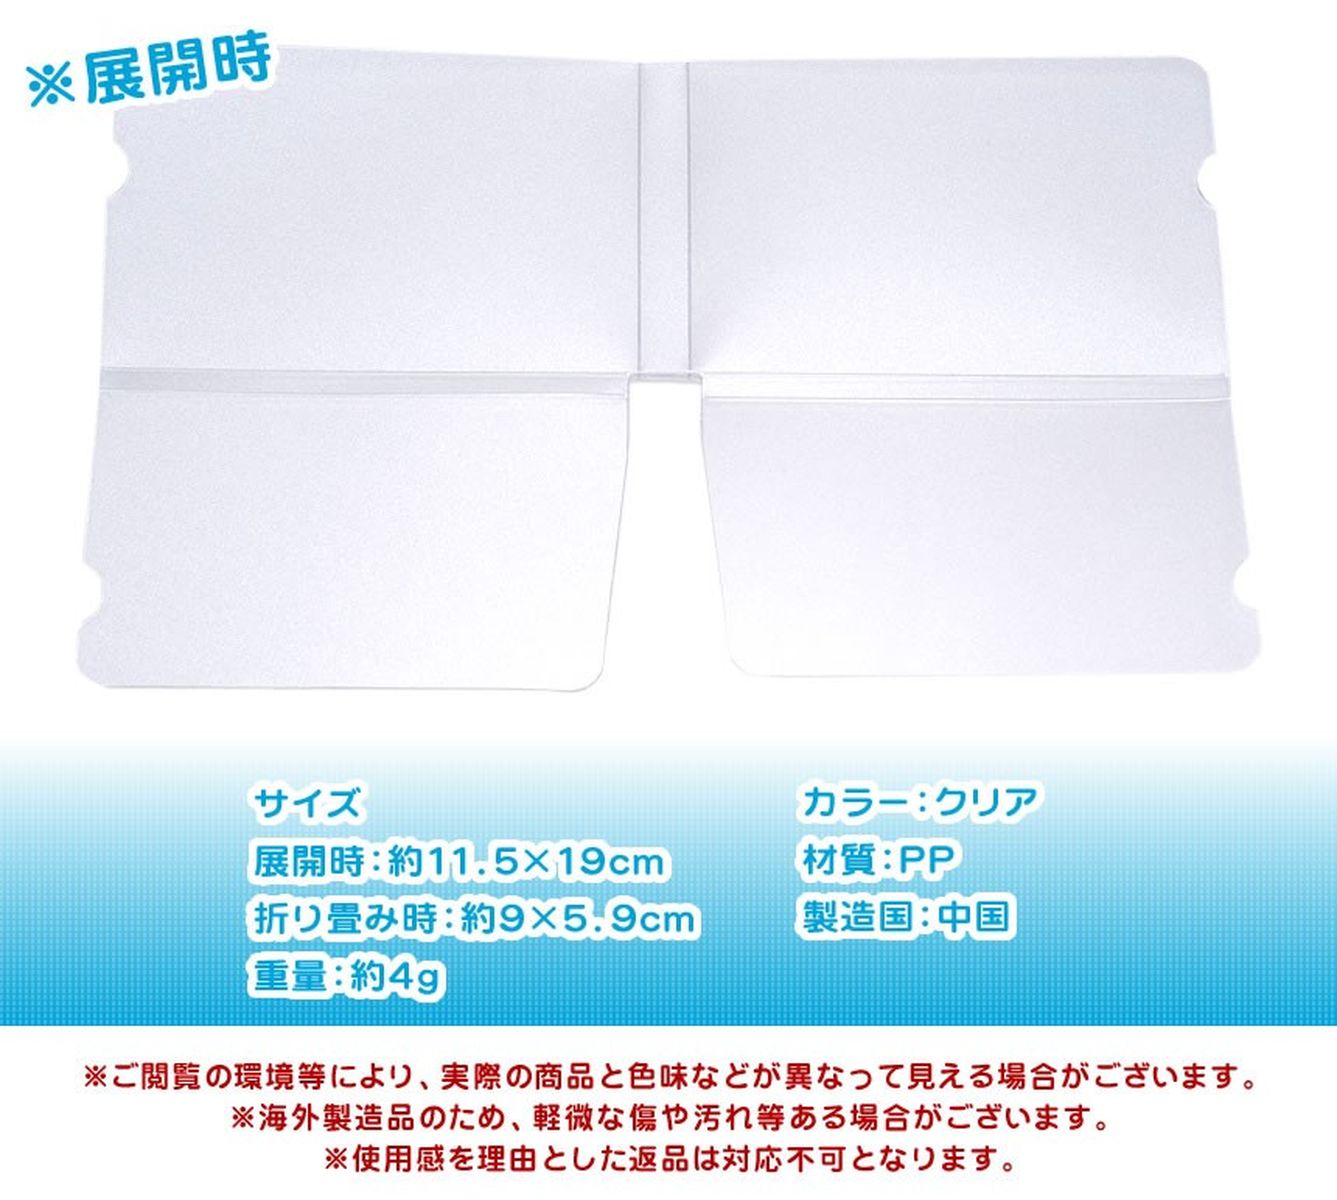 ※展開時
サイズ
展開時：約11.5×19cm
折り畳み時：約9×5.9cm
重量：約4g
カラー：クリア
材質：PP
製造国：中国
※ご閲覧の環境等により、実際の商品と色味などが異なって見える場合がございます。
※海外製造品のため、軽微な傷や汚れ等ある場合がございます。
※使用感を理由とした返品は対応不可となります。